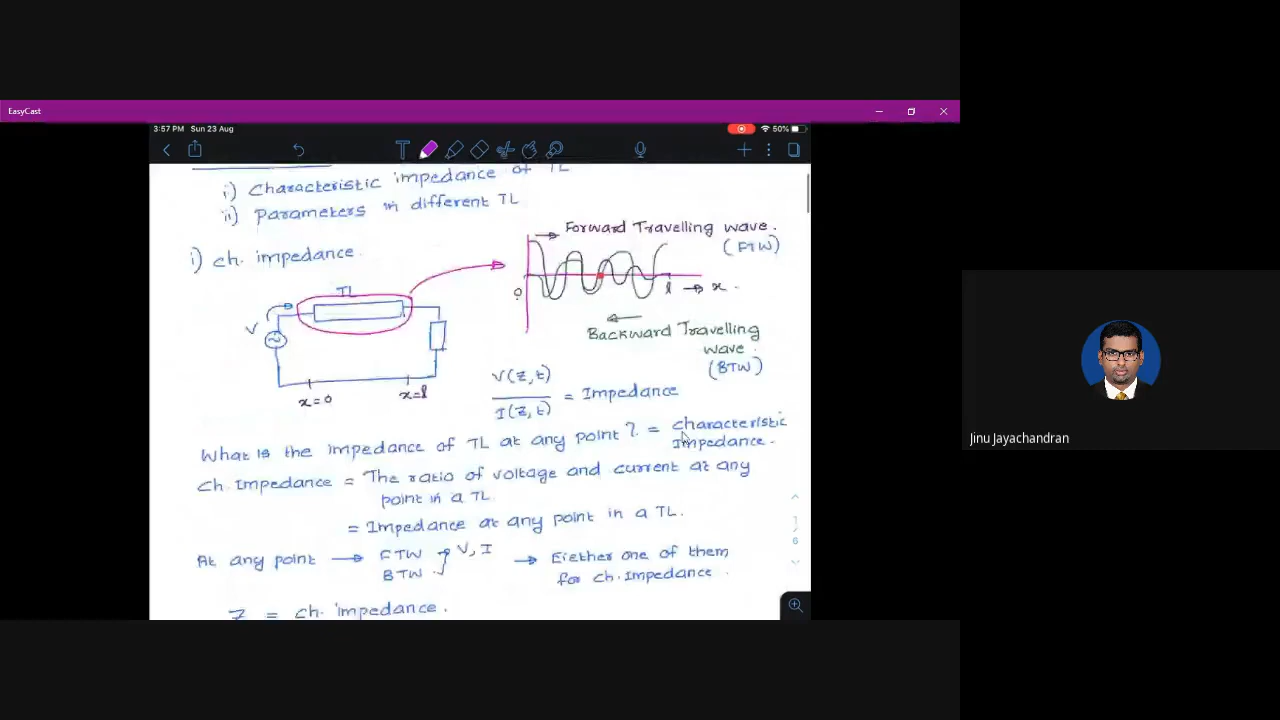 EasyCast
3:57 PM Sun 23 Aug
50%
T
i) Characteristic impedance of TL
ii) Parameters in different TL
i) Ch. impedance
TL
V
x=0
x=l
Forward Travelling wave.
(FTW)
0
l → x
Backward Travelling
wave.
(BTW)
V(z,t)
I(z,t)
= Impedance
What is the impedance of TL at any point? = characteristic
Impedance.
Ch. Impedance = The ratio of voltage and current at any
point in a TL
= Impedance at any point in a TL.
At any point → FTW
BTW
V, I
→ Eiether one of them
for ch. Impedance
Z = ch. impedance.
1
6
Jinu Jayachandran